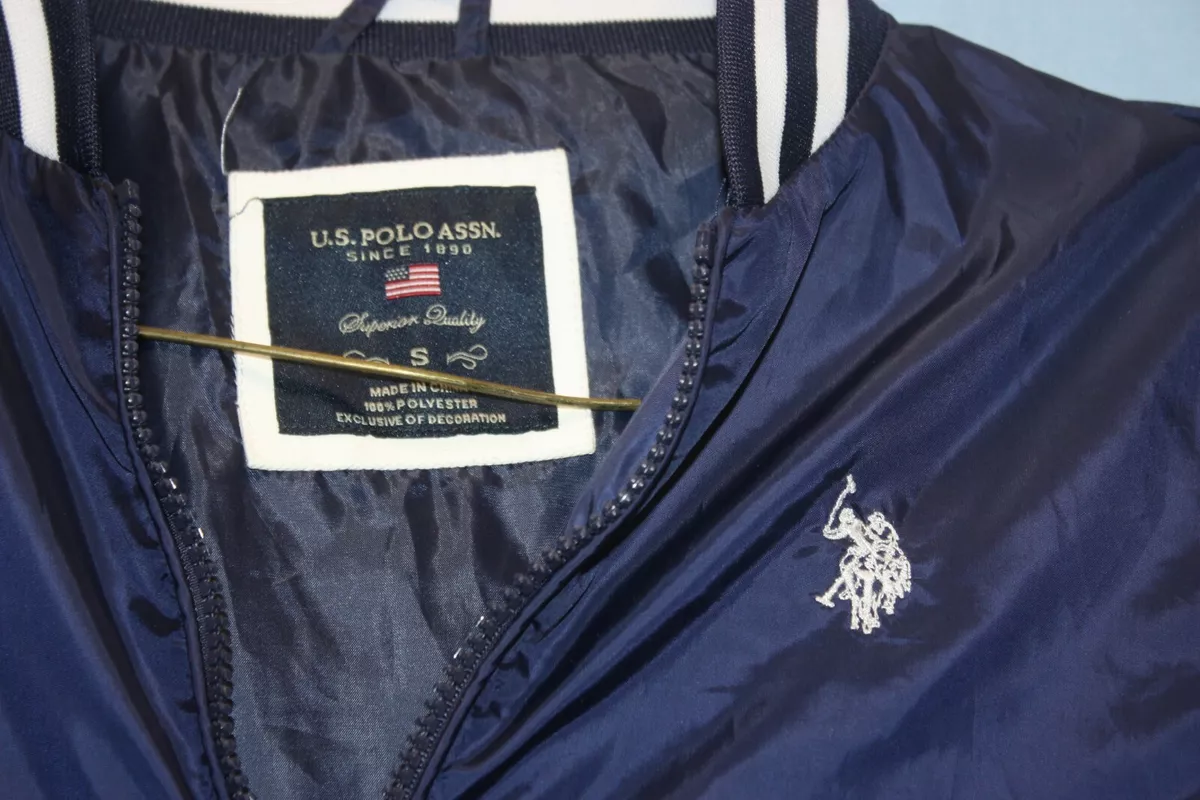 U.S. POLO ASSN.
SINCE 1890
Superior Quality
S
MADE IN
100% POLYESTER
EXCLUSIVE OF DECORATION